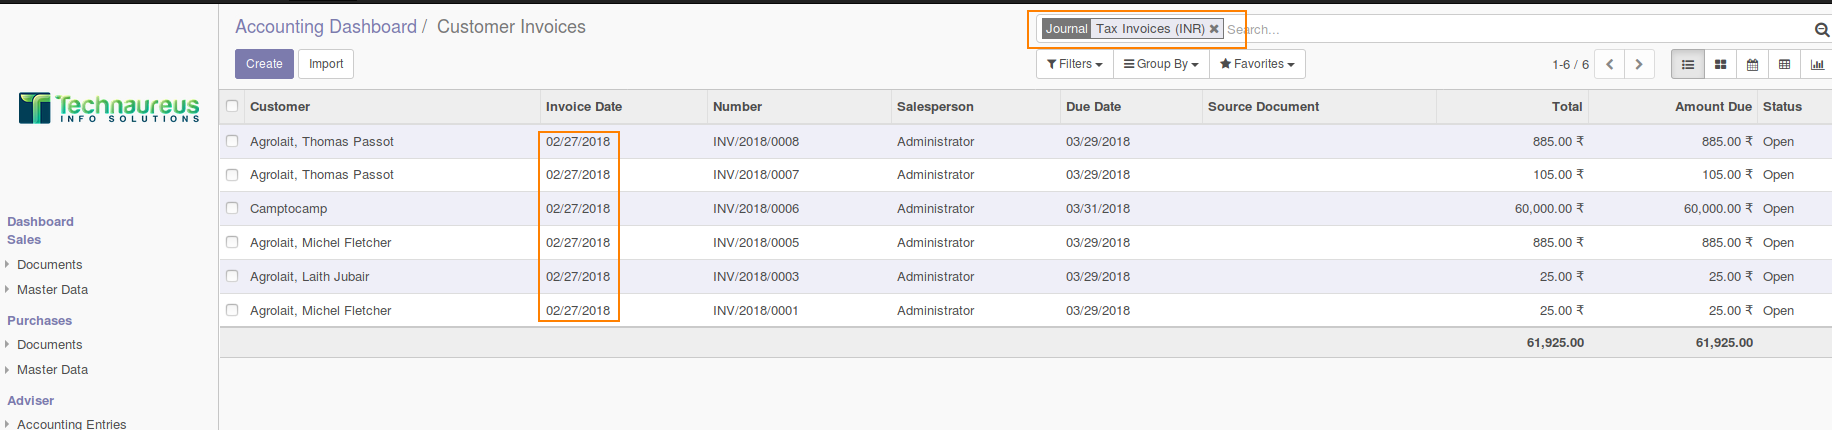 Accounting Dashboard / Customer Invoices
Journal Tax Invoices (INR) ✖ Search...
Create Import
Filters Group By Favorites 1-6 / 6
Technaureus
INFO SOLUTIONS
Customer Invoice Date Number Salesperson Due Date Source Document Total Amount Due Status
Agrolait, Thomas Passot 02/27/2018 INV/2018/0008 Administrator 03/29/2018 885.00 ₹ 885.00 ₹ Open
Agrolait, Thomas Passot 02/27/2018 INV/2018/0007 Administrator 03/29/2018 105.00 ₹ 105.00 ₹ Open
Camptocamp 02/27/2018 INV/2018/0006 Administrator 03/31/2018 60,000.00 ₹ 60,000.00 ₹ Open
Agrolait, Michel Fletcher 02/27/2018 INV/2018/0005 Administrator 03/29/2018 885.00 ₹ 885.00 ₹ Open
Agrolait, Laith Jubair 02/27/2018 INV/2018/0003 Administrator 03/29/2018 25.00 ₹ 25.00 ₹ Open
Agrolait, Michel Fletcher 02/27/2018 INV/2018/0001 Administrator 03/29/2018 25.00 ₹ 25.00 ₹ Open
61,925.00 61,925.00
Dashboard
Sales
Documents
Master Data
Purchases
Documents
Master Data
Adviser
Accounting Entries